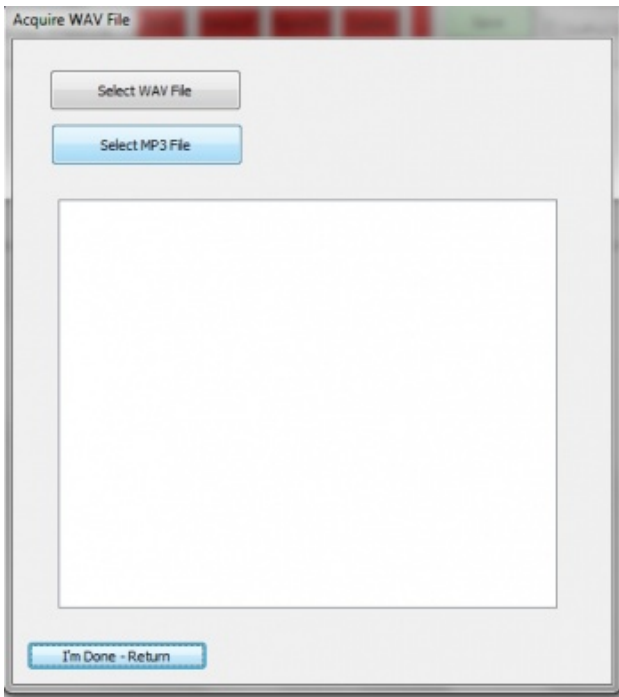 Acquire WAV File
Select WAV File
Select MP3 File
I'm Done - Return